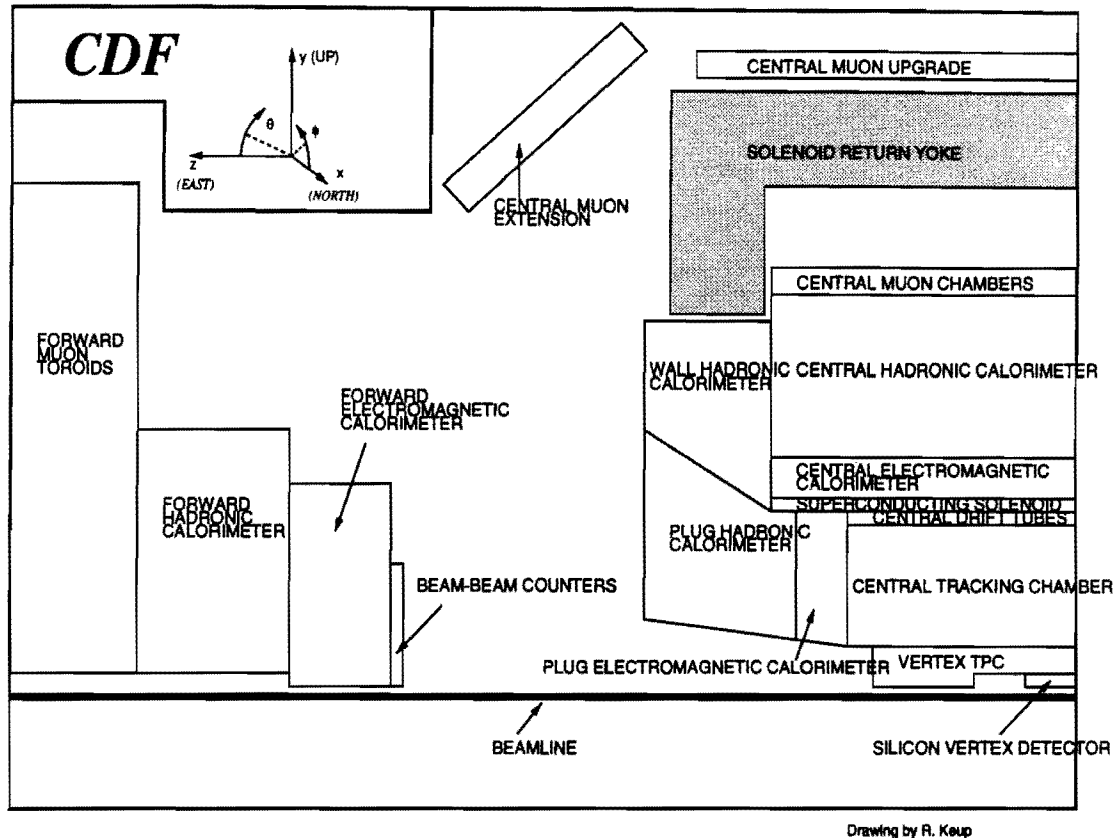 CDF
y (UP)
θ
ϕ
z
(EAST)
x
(NORTH)
CENTRAL MUON
EXTENSION
CENTRAL MUON UPGRADE
SOLENOID RETURN YOKE
CENTRAL MUON CHAMBERS
FORWARD
MUON
TOROIDS
WALL HADRONIC
CALORIMETER
CENTRAL HADRONIC CALORIMETER
FORWARD
ELECTROMAGNETIC
CALORIMETER
CENTRAL ELECTROMAGNETIC
CALORIMETER
SUPERCONDUCTING SOLENOID
CENTRAL DRIFT TUBES
FORWARD
HADRONIC
CALORIMETER
PLUG HADRONIC
CALORIMETER
BEAM-BEAM COUNTERS
CENTRAL TRACKING CHAMBER
PLUG ELECTROMAGNETIC CALORIMETER
VERTEX TPC
BEAMLINE
SILICON VERTEX DETECTOR
Drawing by R. Keup